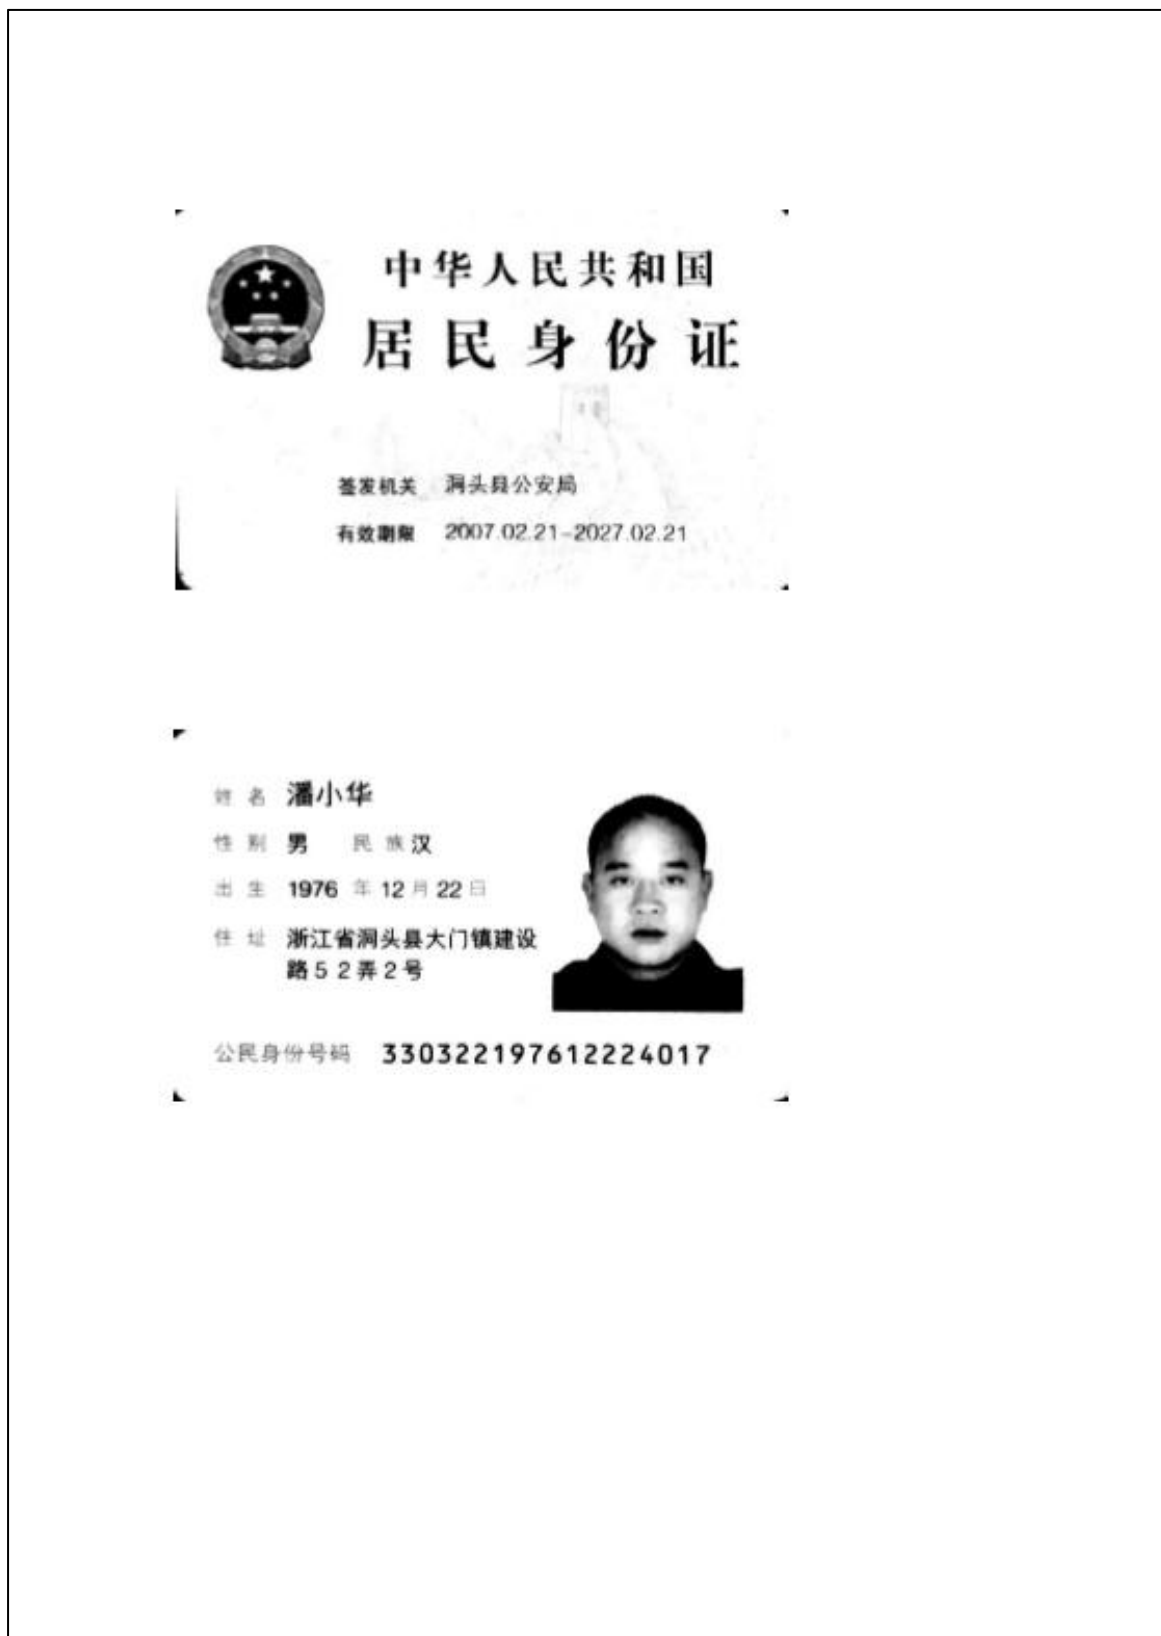 中华人民共和国
居民身份证
签发机关 洞头县公安局
有效期限 2007.02.21-2027.02.21
姓名 潘小华
性别 男 民族 汉
出生 1976 年 12 月 22 日
住址 浙江省洞头县大门镇建设
路52弄2号
公民身份号码 330322197612224017